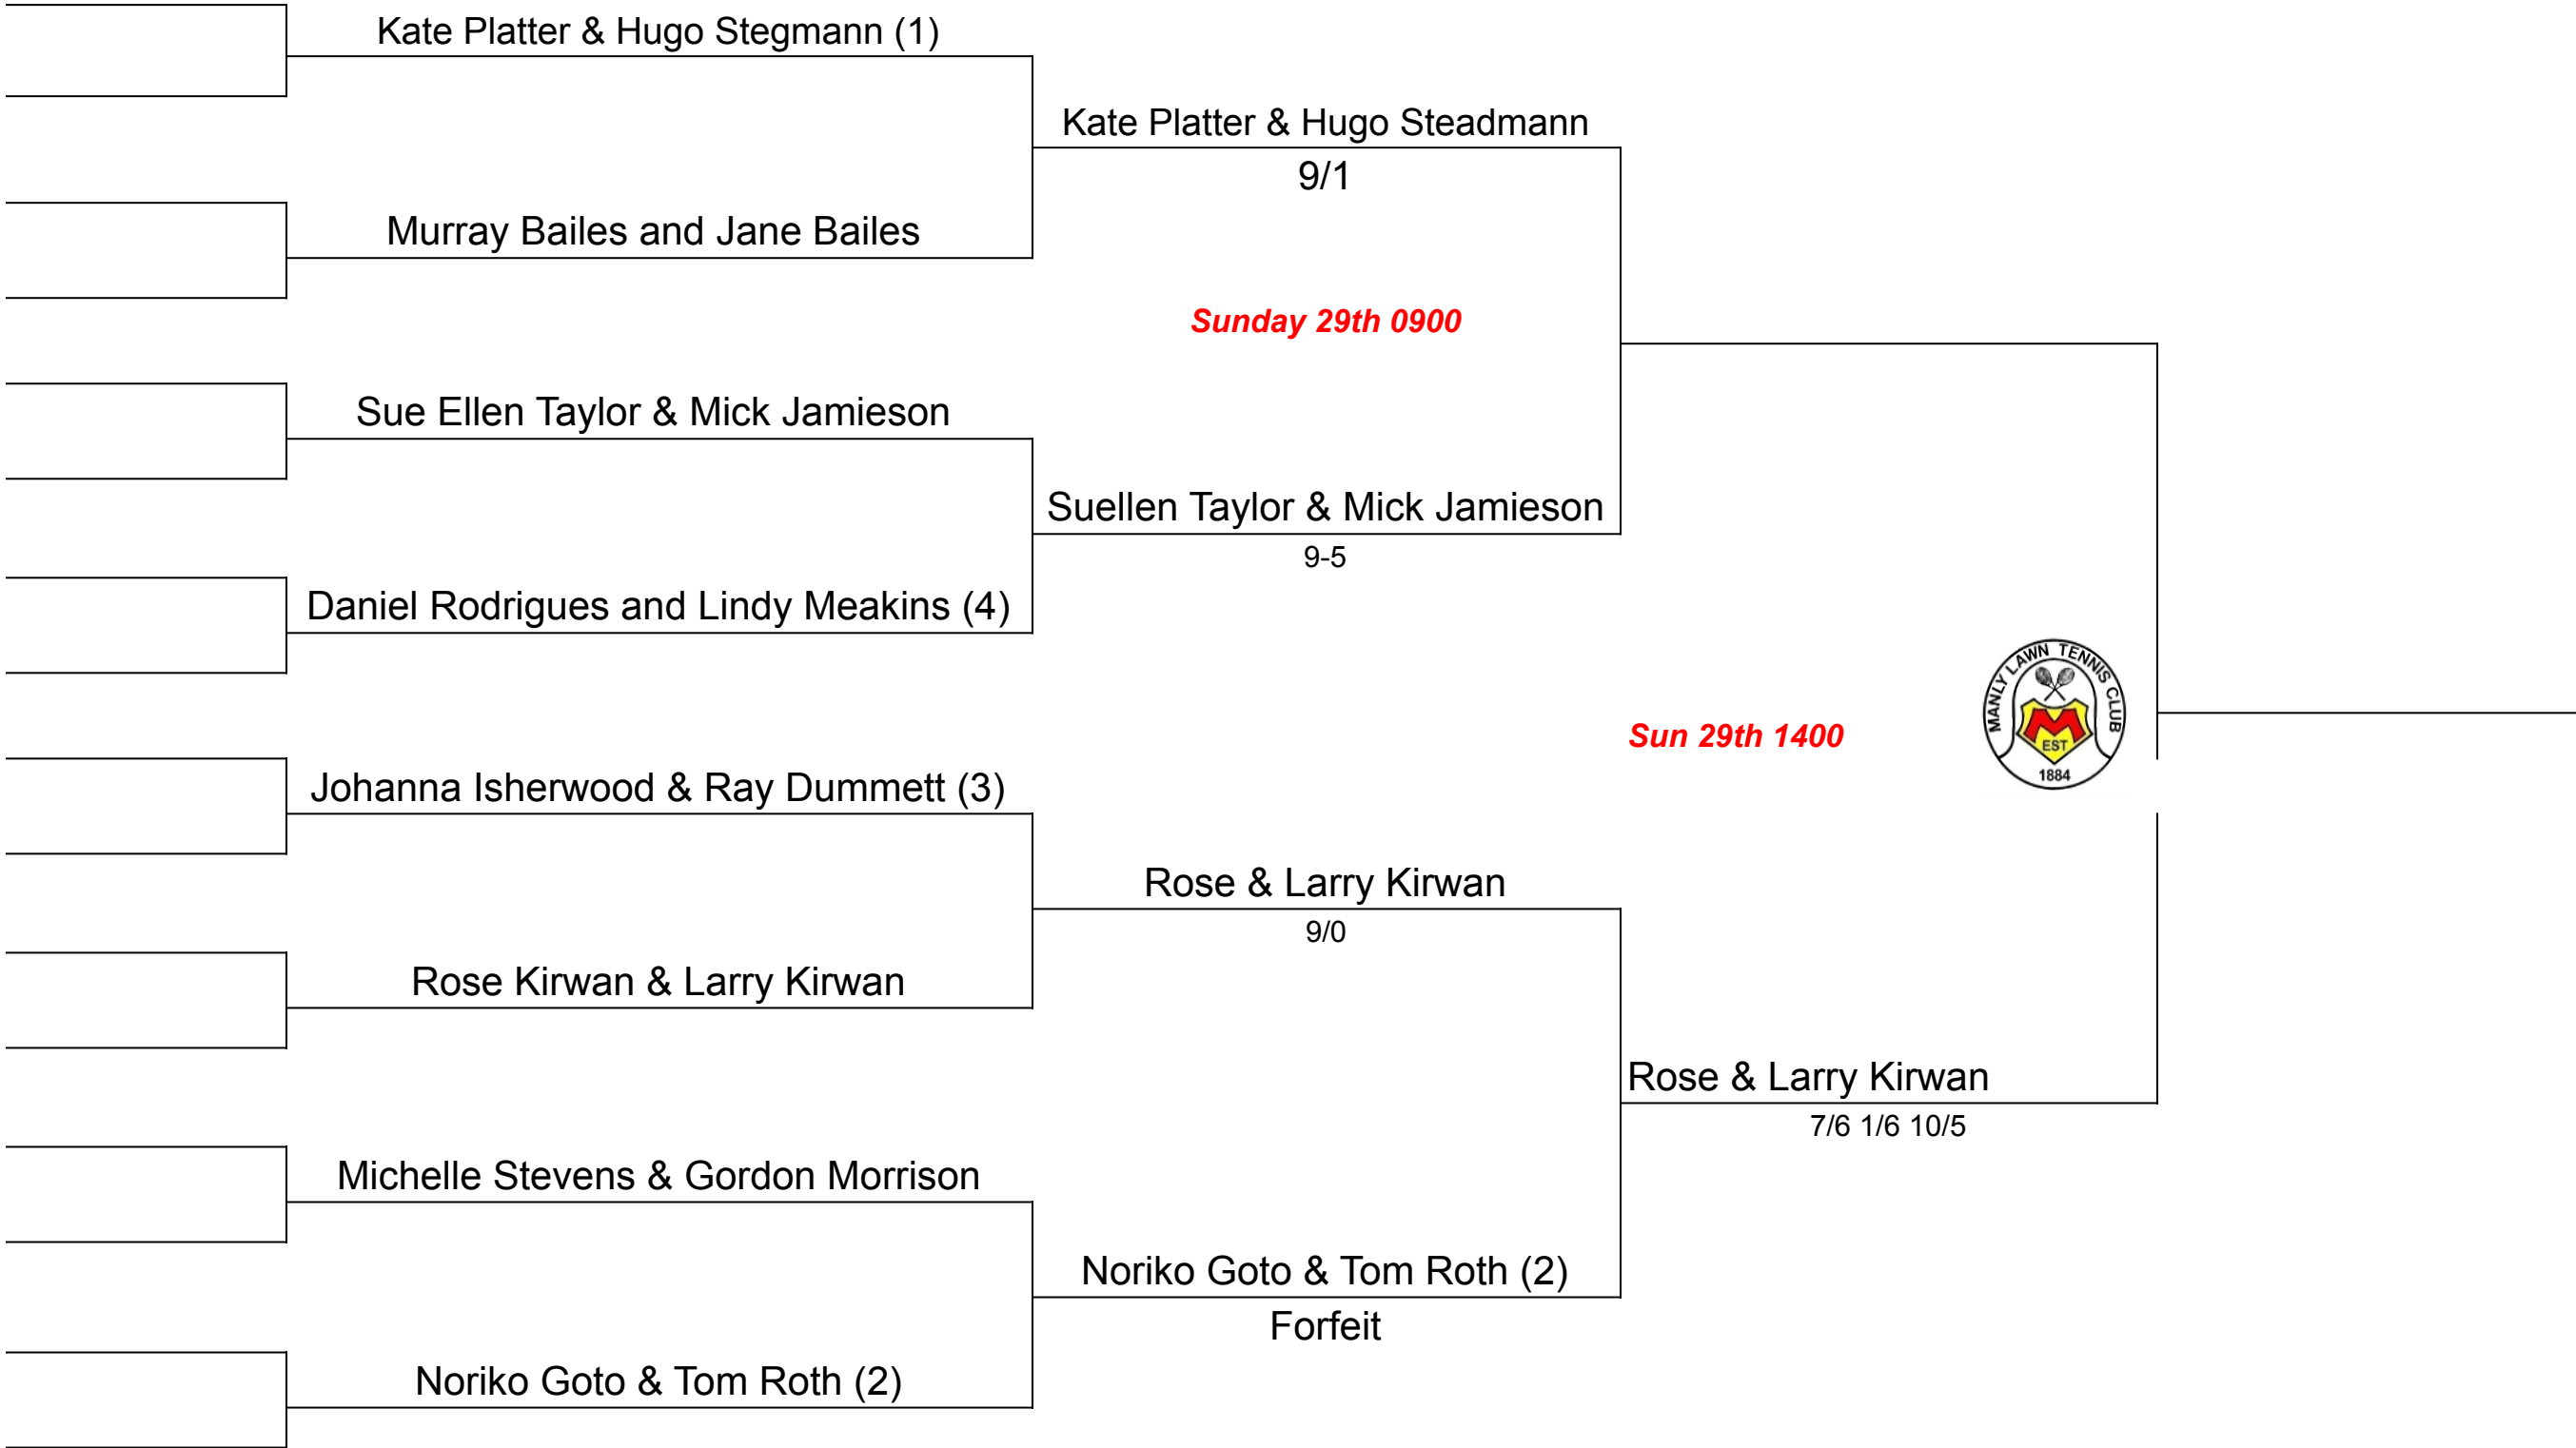 Kate Platter & Hugo Stegmann (1)
Kate Platter & Hugo Steadmann
9/1
Murray Bailes and Jane Bailes
Sunday 29th 0900
Sue Ellen Taylor & Mick Jamieson
Suellen Taylor & Mick Jamieson
9-5
Daniel Rodrigues and Lindy Meakins (4)
MANLY LAWN TENNIS CLUB
M
EST
1884
Sun 29th 1400
Johanna Isherwood & Ray Dummett (3)
Rose & Larry Kirwan
9/0
Rose Kirwan & Larry Kirwan
Rose & Larry Kirwan
7/6 1/6 10/5
Michelle Stevens & Gordon Morrison
Noriko Goto & Tom Roth (2)
Forfeit
Noriko Goto & Tom Roth (2)